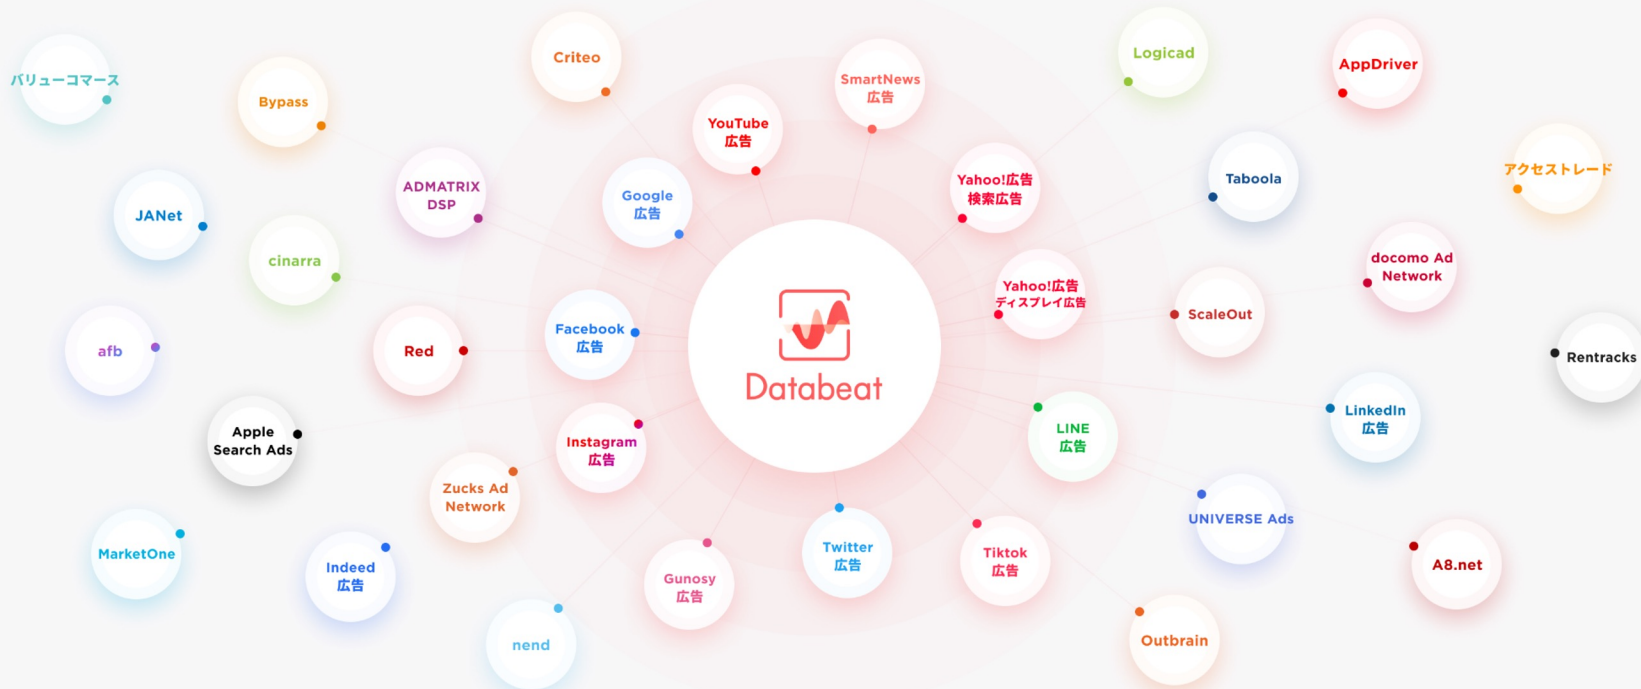 バリューコマース
Bypass
Criteo
YouTube
広告
SmartNews
広告
Logicad
AppDriver
JANet
ADMATRIX
DSP
Google
広告
Yahoo!広告
検索広告
Taboola
アクセストレード
cinarra
Yahoo!広告
ディスプレイ広告
docomo Ad
Network
afb
Red
Facebook
広告
Databeat
ScaleOut
Rentracks
Apple
Search Ads
Instagram
広告
LINE
広告
LinkedIn
広告
Zucks Ad
Network
UNIVERSE Ads
MarketOne
Indeed
広告
Gunosy
広告
Twitter
広告
Tiktok
広告
A8.net
nend
Outbrain